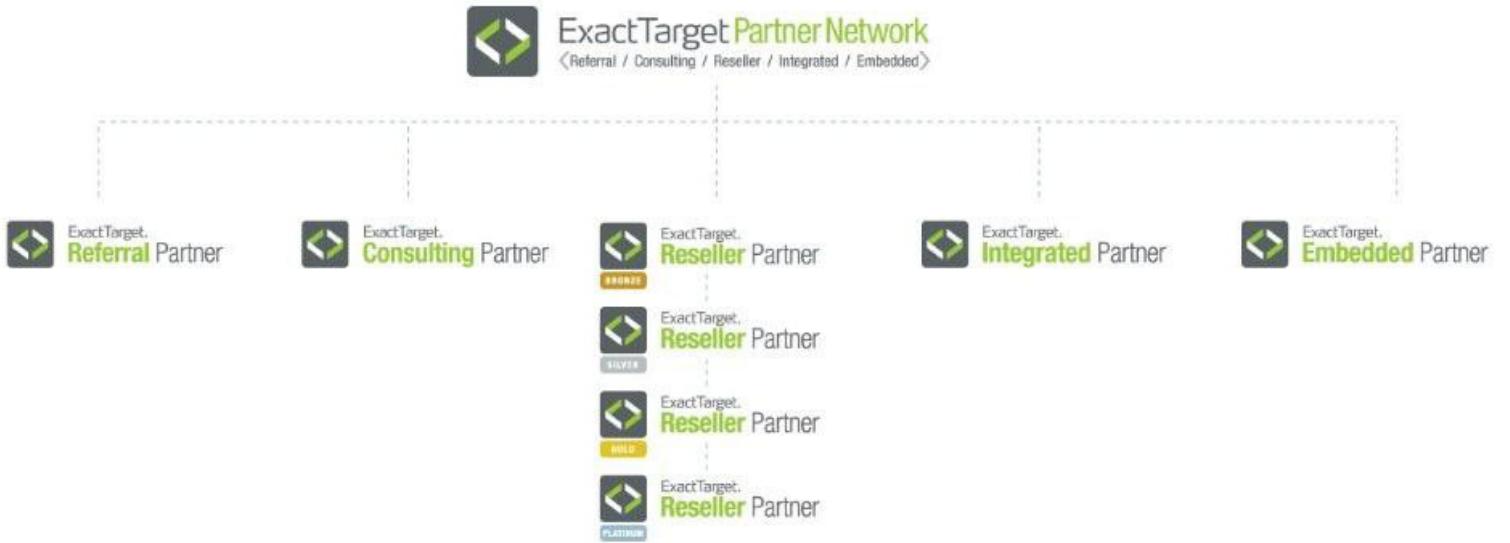 ExactTarget Partner Network
<Referral / Consulting / Reseller / Integrated / Embedded>
ExactTarget.
Referral Partner
ExactTarget.
Consulting Partner
ExactTarget.
Reseller Partner
BRONZE
ExactTarget.
Reseller Partner
SILVER
ExactTarget.
Reseller Partner
GOLD
ExactTarget.
Reseller Partner
PLATINUM
ExactTarget.
Integrated Partner
ExactTarget.
Embedded Partner